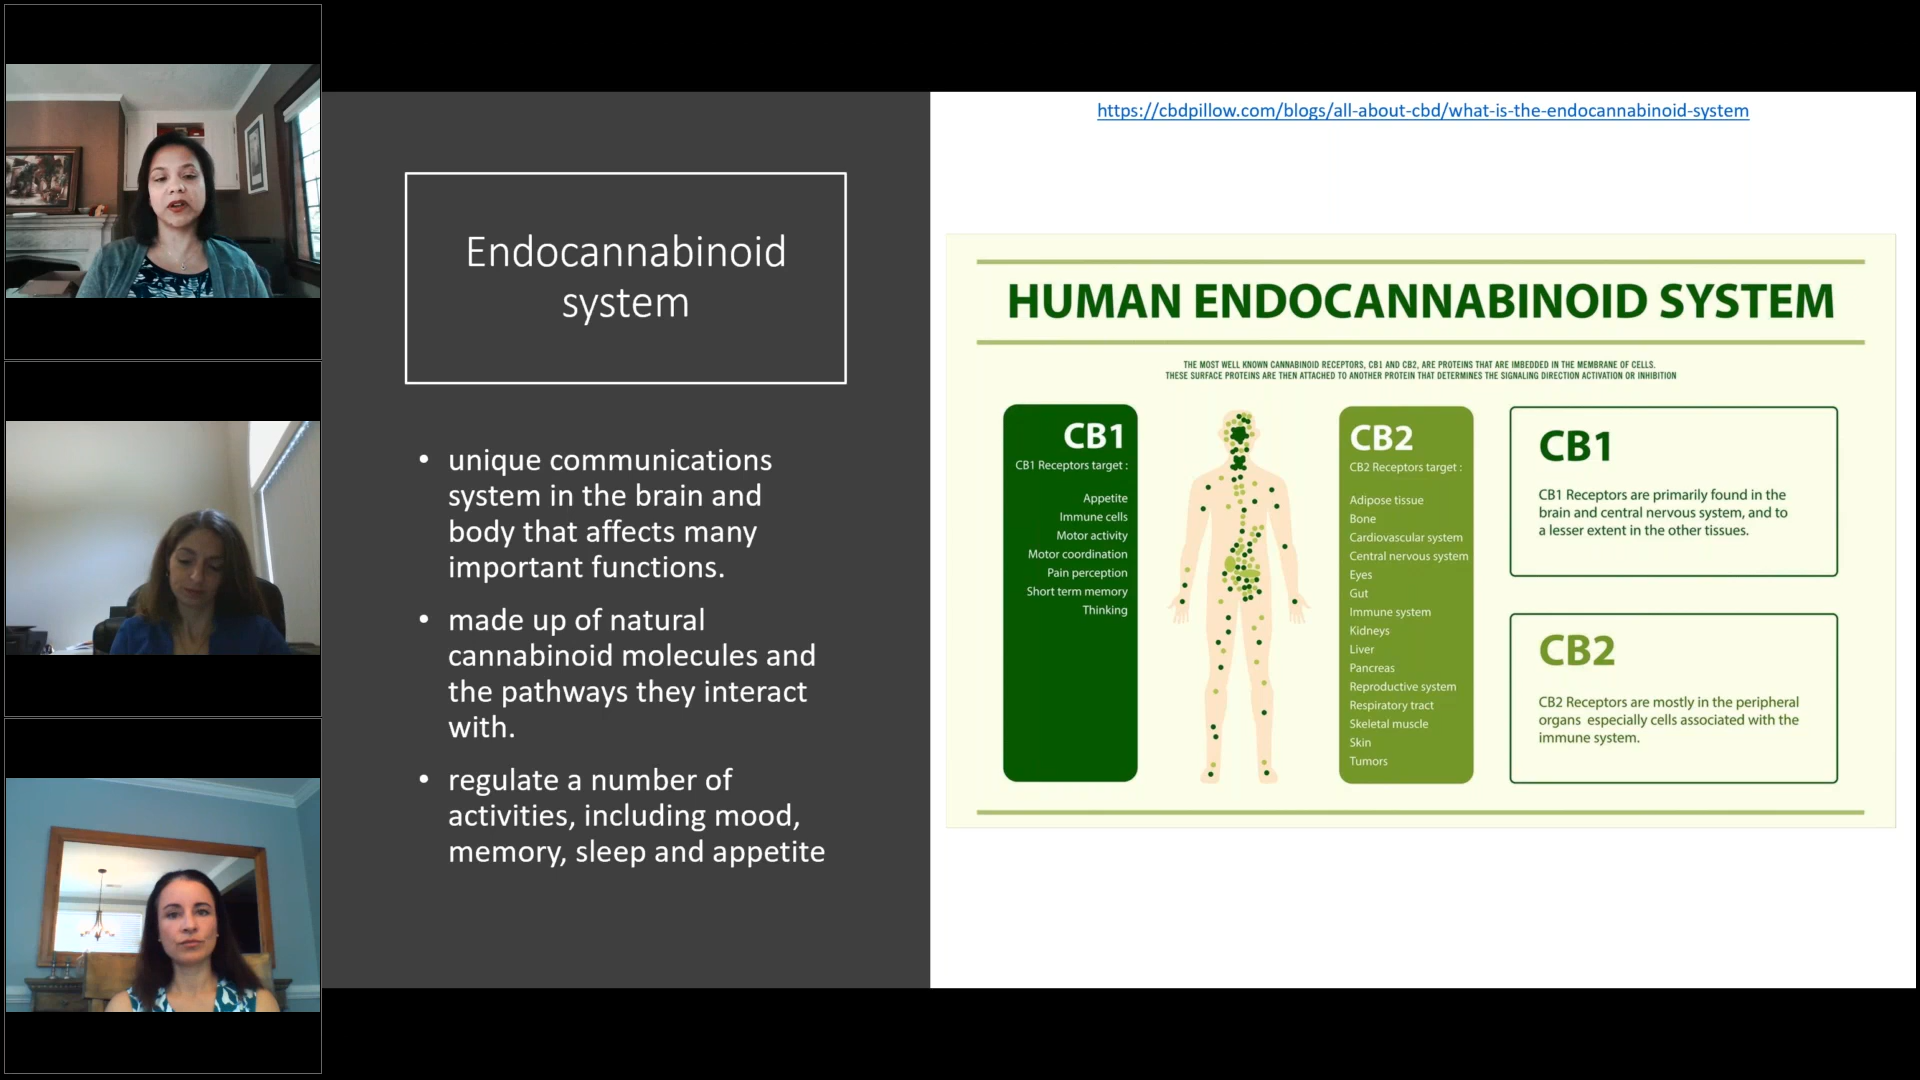 https://cbdpillow.com/blogs/all-about-cbd/what-is-the-endocannabinoid-system
Endocannabinoid
system
• unique communications
system in the brain and
body that affects many
important functions.
• made up of natural
cannabinoid molecules and
the pathways they interact
with.
• regulate a number of
activities, including mood,
memory, sleep and appetite
HUMAN ENDOCANNABINOID SYSTEM
THE MOST WELL KNOWN CANNABINOID RECEPTORS, CB1 AND CB2, ARE PROTEINS THAT ARE IMBEDDED IN THE MEMBRANE OF CELLS.
THESE SURFACE PROTEINS ARE THEN ATTACHED TO ANOTHER PROTEIN THAT DETERMINES THE SIGNALING DIRECTION ACTIVATION OR INHIBITION
CB1
CB1 Receptors target :
Appetite
Immune cells
Motor activity
Motor coordination
Pain perception
Short term memory
Thinking
CB2
CB2 Receptors target :
Adipose tissue
Bone
Cardiovascular system
Central nervous system
Eyes
Gut
Immune system
Kidneys
Liver
Pancreas
Reproductive system
Respiratory tract
Skeletal muscle
Skin
Tumors
CB1
CB1 Receptors are primarily found in the
brain and central nervous system, and to
a lesser extent in the other tissues.
CB2
CB2 Receptors are mostly in the peripheral
organs especially cells associated with the
immune system.